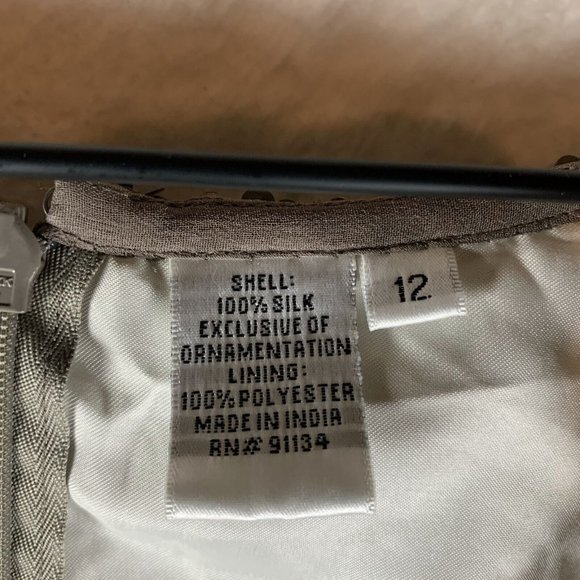 SHELL:
100% SILK
EXCLUSIVE OF
ORNAMENTATION
LINING:
100% POLYESTER
MADE IN INDIA
RN# 91134
12